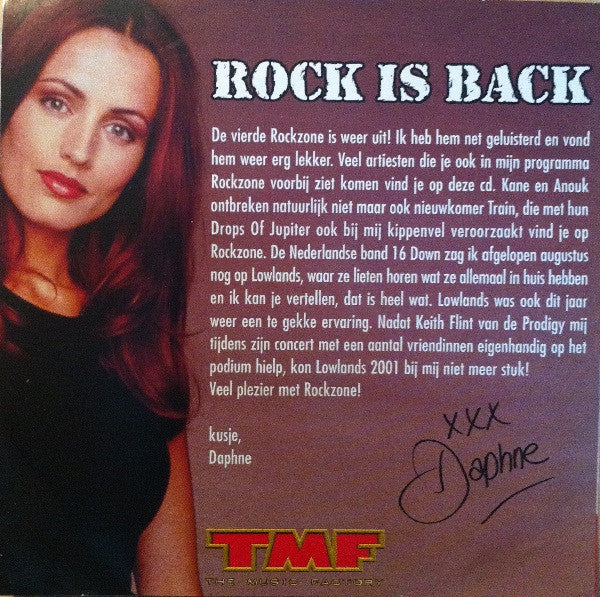 ROCK IS BACK
De vierde Rockzone is weer uit! Ik heb hem net geluisterd en vond
hem weer erg lekker. Veel artiesten die je ook in mijn programma
Rockzone voorbij ziet komen vind je op deze cd. Kane en Anouk
ontbreken natuurlijk niet maar ook nieuwkomer Train, die met hun
Drops Of Jupiter ook bij mij kippenvel veroorzaakt vind je op
Rockzone. De Nederlandse band 16 Down zag ik afgelopen augustus
nog op Lowlands, waar ze lieten horen wat ze allemaal in huis hebben
en ik kan je vertellen, dat is heel wat. Lowlands was ook dit jaar
weer een te gekke ervaring. Nadat Keith Flint van de Prodigy mij
tijdens zijn concert met een aantal vriendinnen eigenhandig op het
podium hielp, kon Lowlands 2001 bij mij niet meer stuk!
Veel plezier met Rockzone!
kusje,
Daphne
xxx
Daphne
TMF
THE MUSIC FACTORY